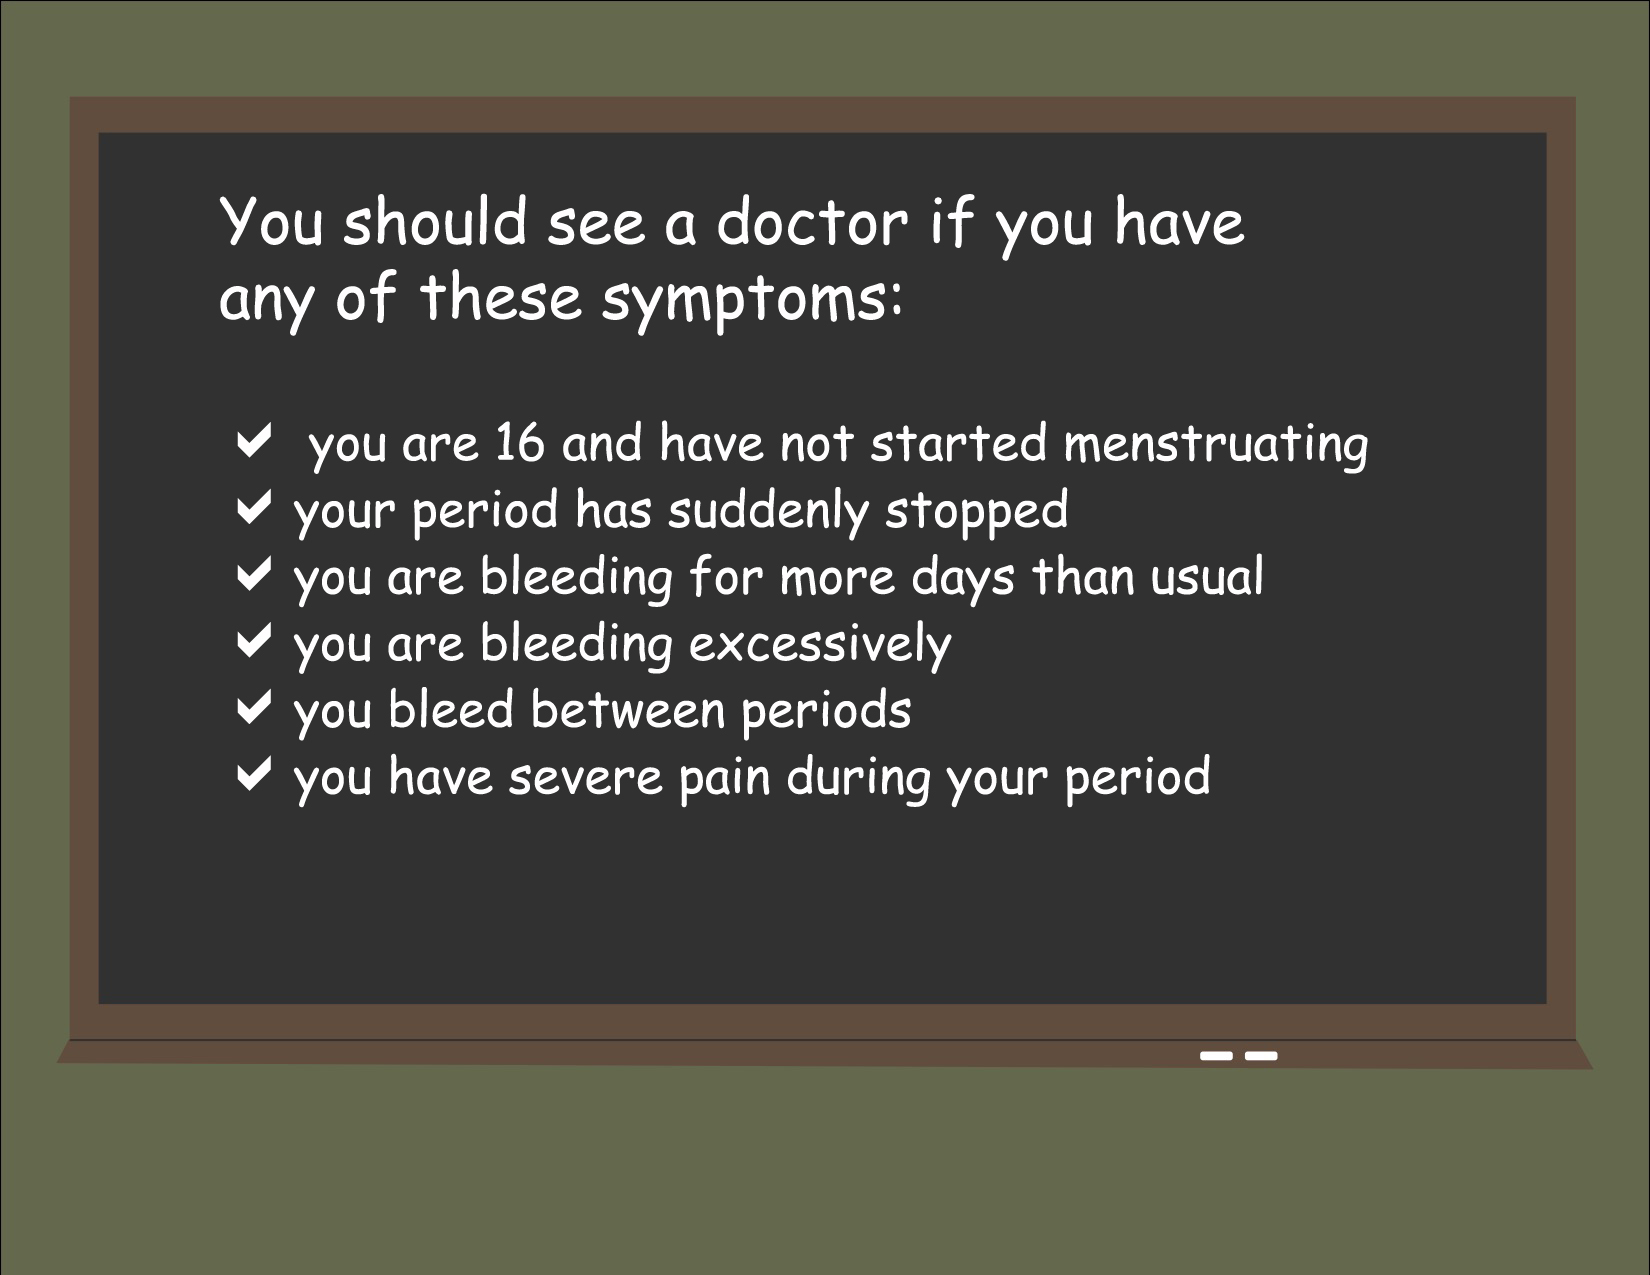 You should see a doctor if you have
any of these symptoms:
✔ you are 16 and have not started menstruating
✔ your period has suddenly stopped
✔ you are bleeding for more days than usual
✔ you are bleeding excessively
✔ you bleed between periods
✔ you have severe pain during your period